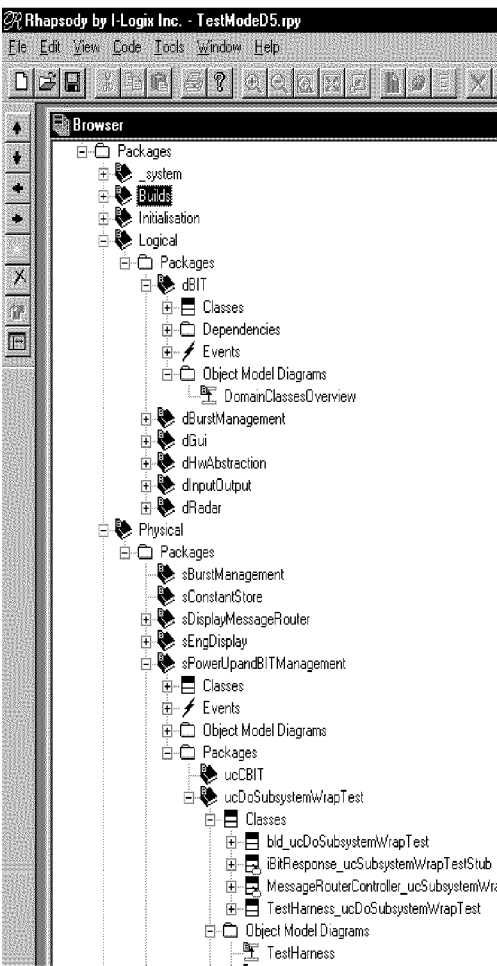 Rhapsody by I-Logix Inc. - TestModeD5.rpy
File Edit View Code Tools Window Help
Browser
Packages
_system
Builds
Initialisation
Logical
Packages
dBIT
Classes
Dependencies
Events
Object Model Diagrams
DomainClassesOverview
dBurstManagement
dGui
dHwAbstraction
dInputOutput
dRadar
Physical
Packages
sBurstManagement
sConstantStore
sDisplayMessageRouter
sEngDisplay
sPowerUpandBITManagement
Classes
Events
Object Model Diagrams
Packages
ucCBIT
ucDoSubsystemWrapTest
Classes
bld_ucDoSubsystemWrapTest
iBitResponse_ucSubsystemWrapTestStub
MessageRouterController_ucSubsystemWra
TestHarness_ucDoSubsystemWrapTest
Object Model Diagrams
TestHarness